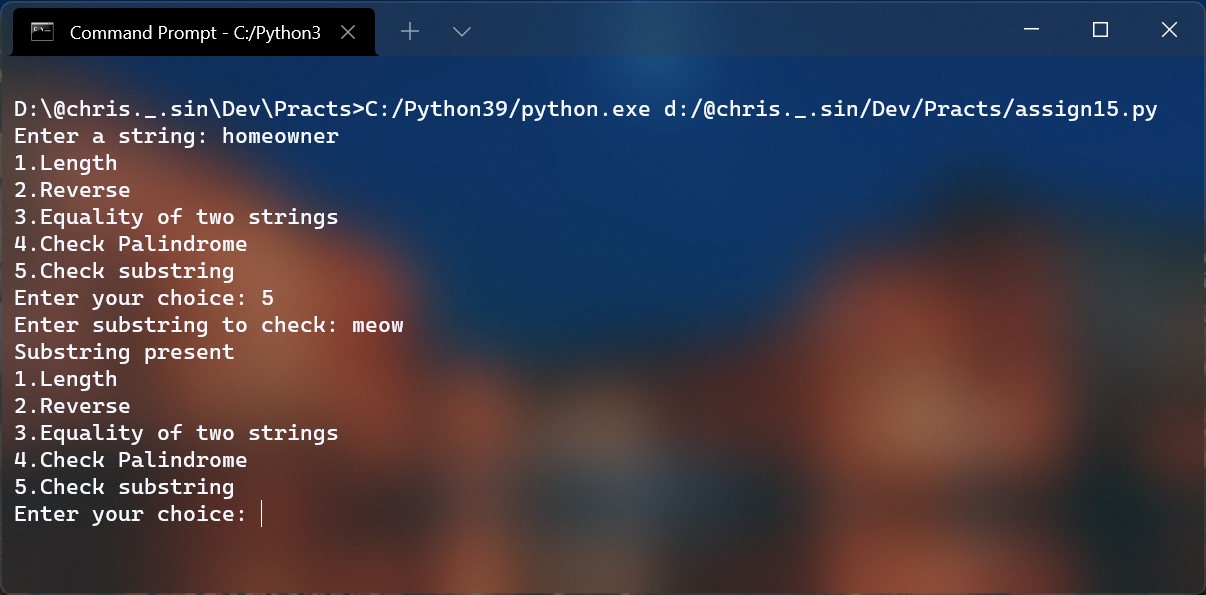 Command Prompt - C:/Python3
D:\@chris._.sin\Dev\Practs>C:/Python39/python.exe d:/@chris._.sin/Dev/Practs/assign15.py
Enter a string: homeowner
1.Length
2.Reverse
3.Equality of two strings
4.Check Palindrome
5.Check substring
Enter your choice: 5
Enter substring to check: meow
Substring present
1.Length
2.Reverse
3.Equality of two strings
4.Check Palindrome
5.Check substring
Enter your choice: